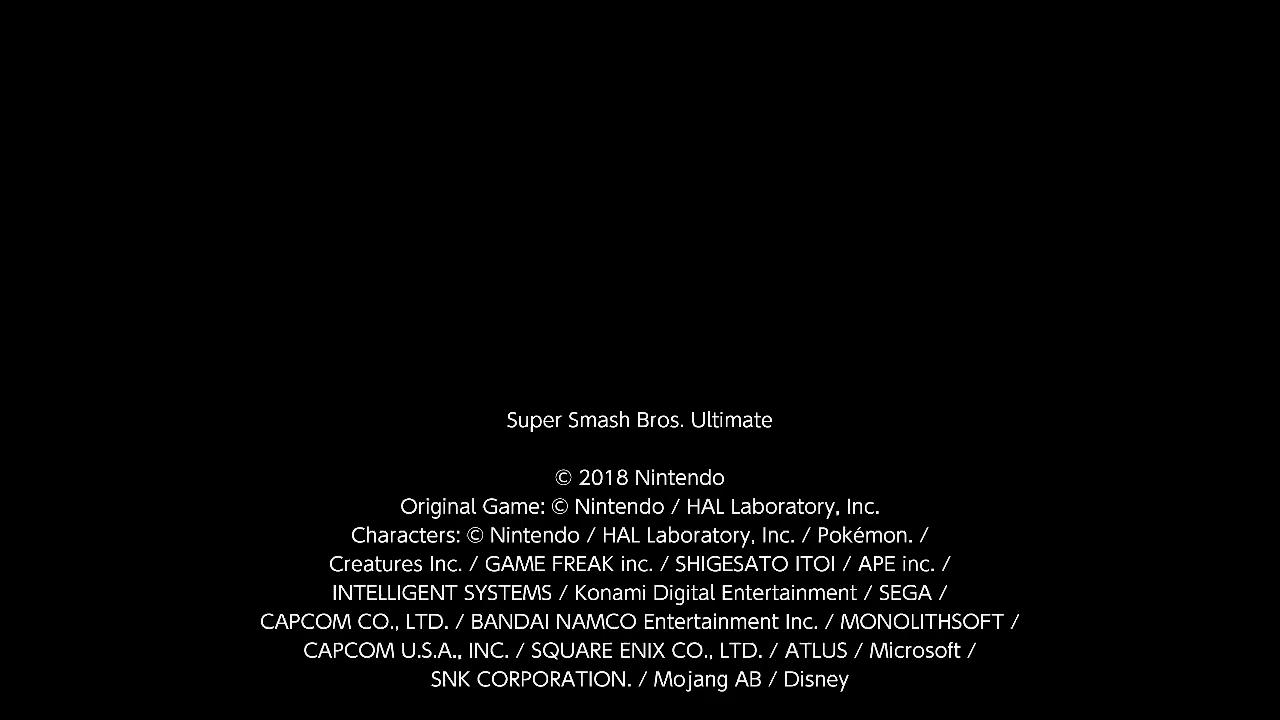 Super Smash Bros. Ultimate
© 2018 Nintendo
Original Game: © Nintendo / HAL Laboratory, Inc.
Characters: © Nintendo / HAL Laboratory, Inc. / Pokémon. /
Creatures Inc. / GAME FREAK inc. / SHIGESATO ITOI / APE inc. /
INTELLIGENT SYSTEMS / Konami Digital Entertainment / SEGA /
CAPCOM CO., LTD. / BANDAI NAMCO Entertainment Inc. / MONOLITHSOFT /
CAPCOM U.S.A., INC. / SQUARE ENIX CO., LTD. / ATLUS / Microsoft /
SNK CORPORATION. / Mojang AB / Disney